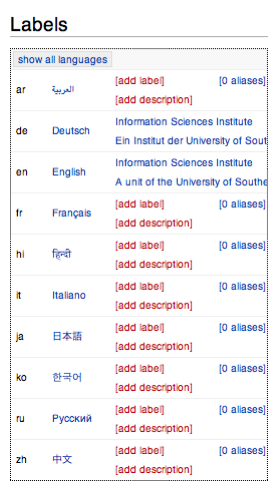 Labels
show all languages
ar العربية [add label] [0 aliases]
[add description]
de Deutsch Information Sciences Institute
Ein Institut der University of Sout
en English Information Sciences Institute
A unit of the University of Southe
fr Français [add label] [0 aliases]
[add description]
hi हिन्दी [add label] [0 aliases]
[add description]
it Italiano [add label] [0 aliases]
[add description]
ja 日本語 [add label] [0 aliases]
[add description]
ko 한국어 [add label] [0 aliases]
[add description]
ru Русский [add label] [0 aliases]
[add description]
zh 中文 [add label] [0 aliases]
[add description]